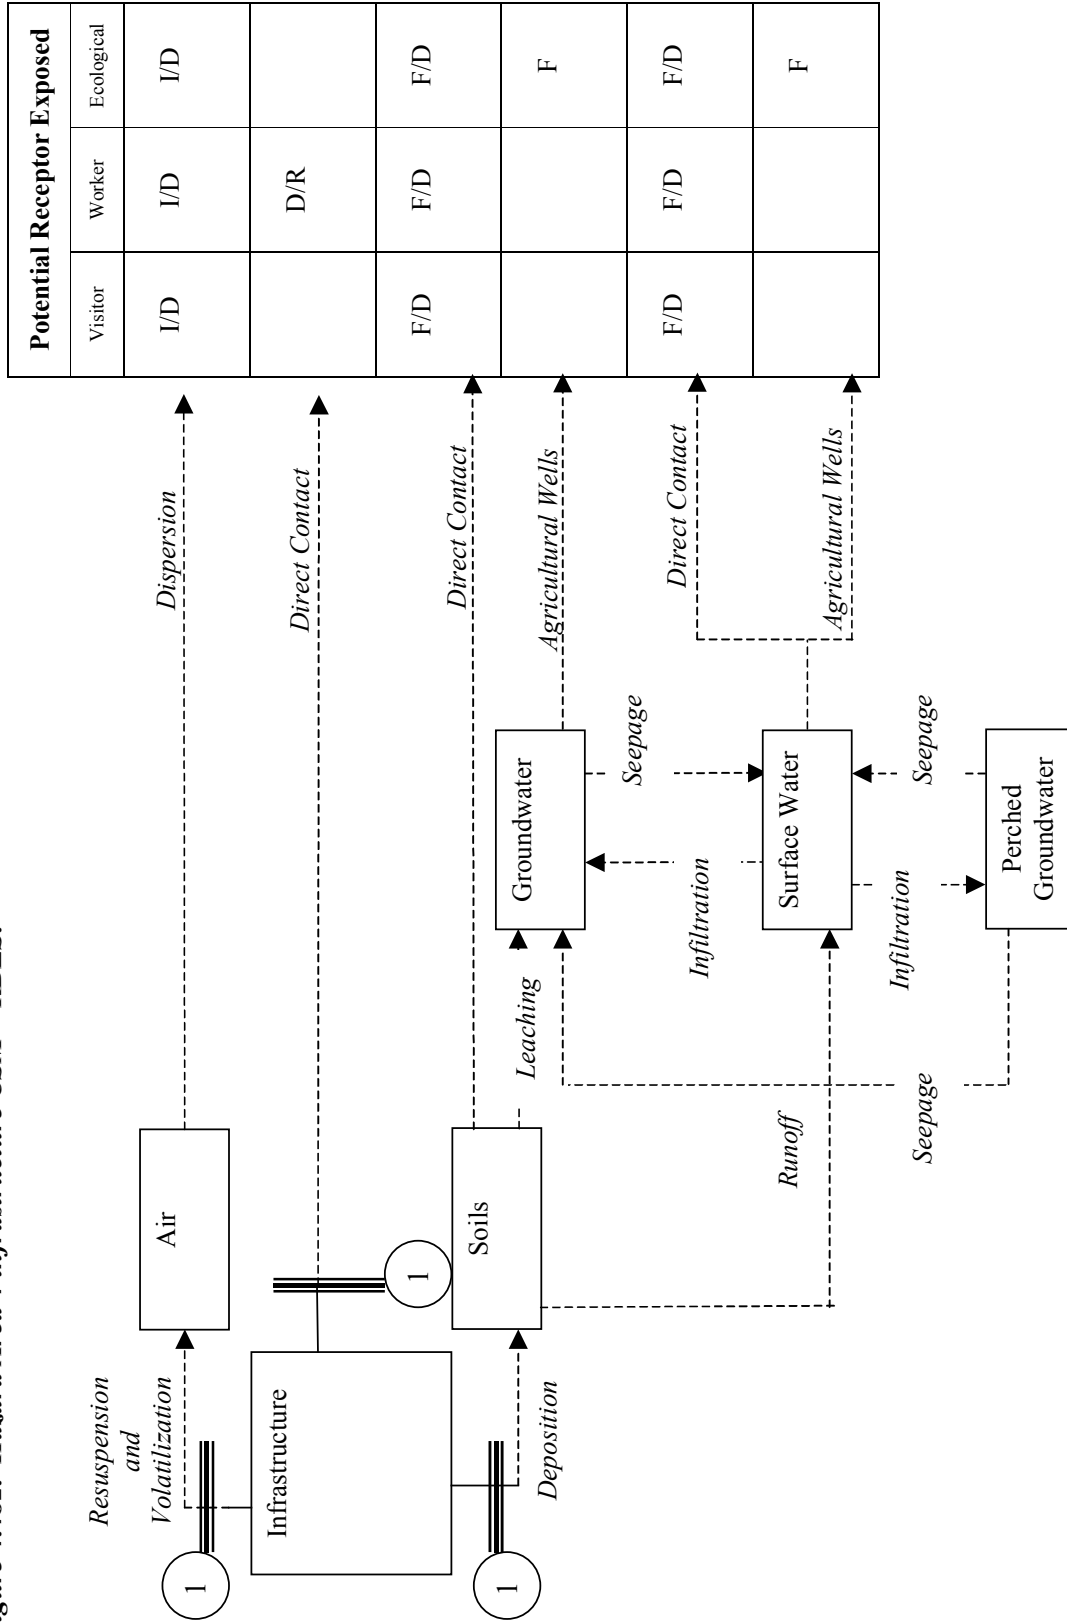 Potential Receptor Exposed
Visitor
Worker
Ecological
I/D
I/D
I/D
D/R
F/D
F/D
F/D
F
F/D
F/D
F/D
F
Resuspension
and
Volatilization
1
Air
Dispersion
Infrastructure
1
Direct Contact
1
Deposition
Soils
Direct Contact
Leaching
Groundwater
Agricultural Wells
Runoff
Infiltration
Seepage
Surface Water
Direct Contact
Agricultural Wells
Infiltration
Seepage
Seepage
Perched
Groundwater